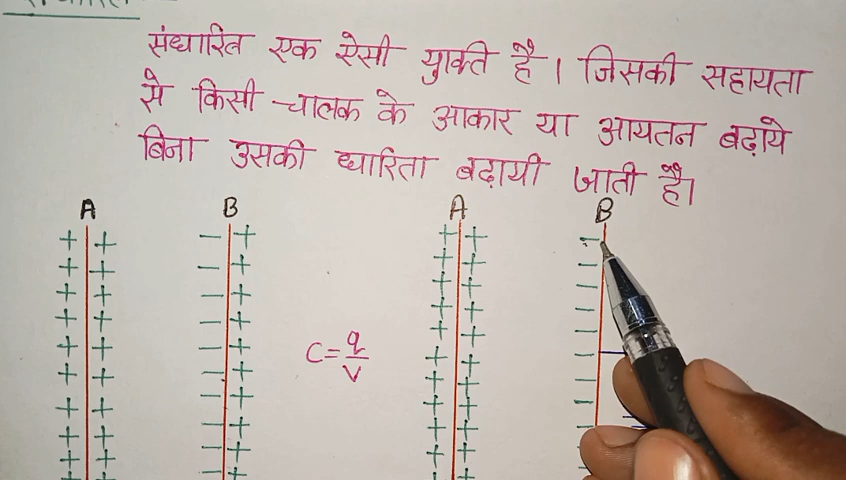 संधारित्र एक ऐसी युक्ति है। जिसकी सहायता
से किसी चालक के आकार या आयतन बढ़ाये
बिना उसकी धारिता बढ़ायी जाती है।
A B A B
C = q/V